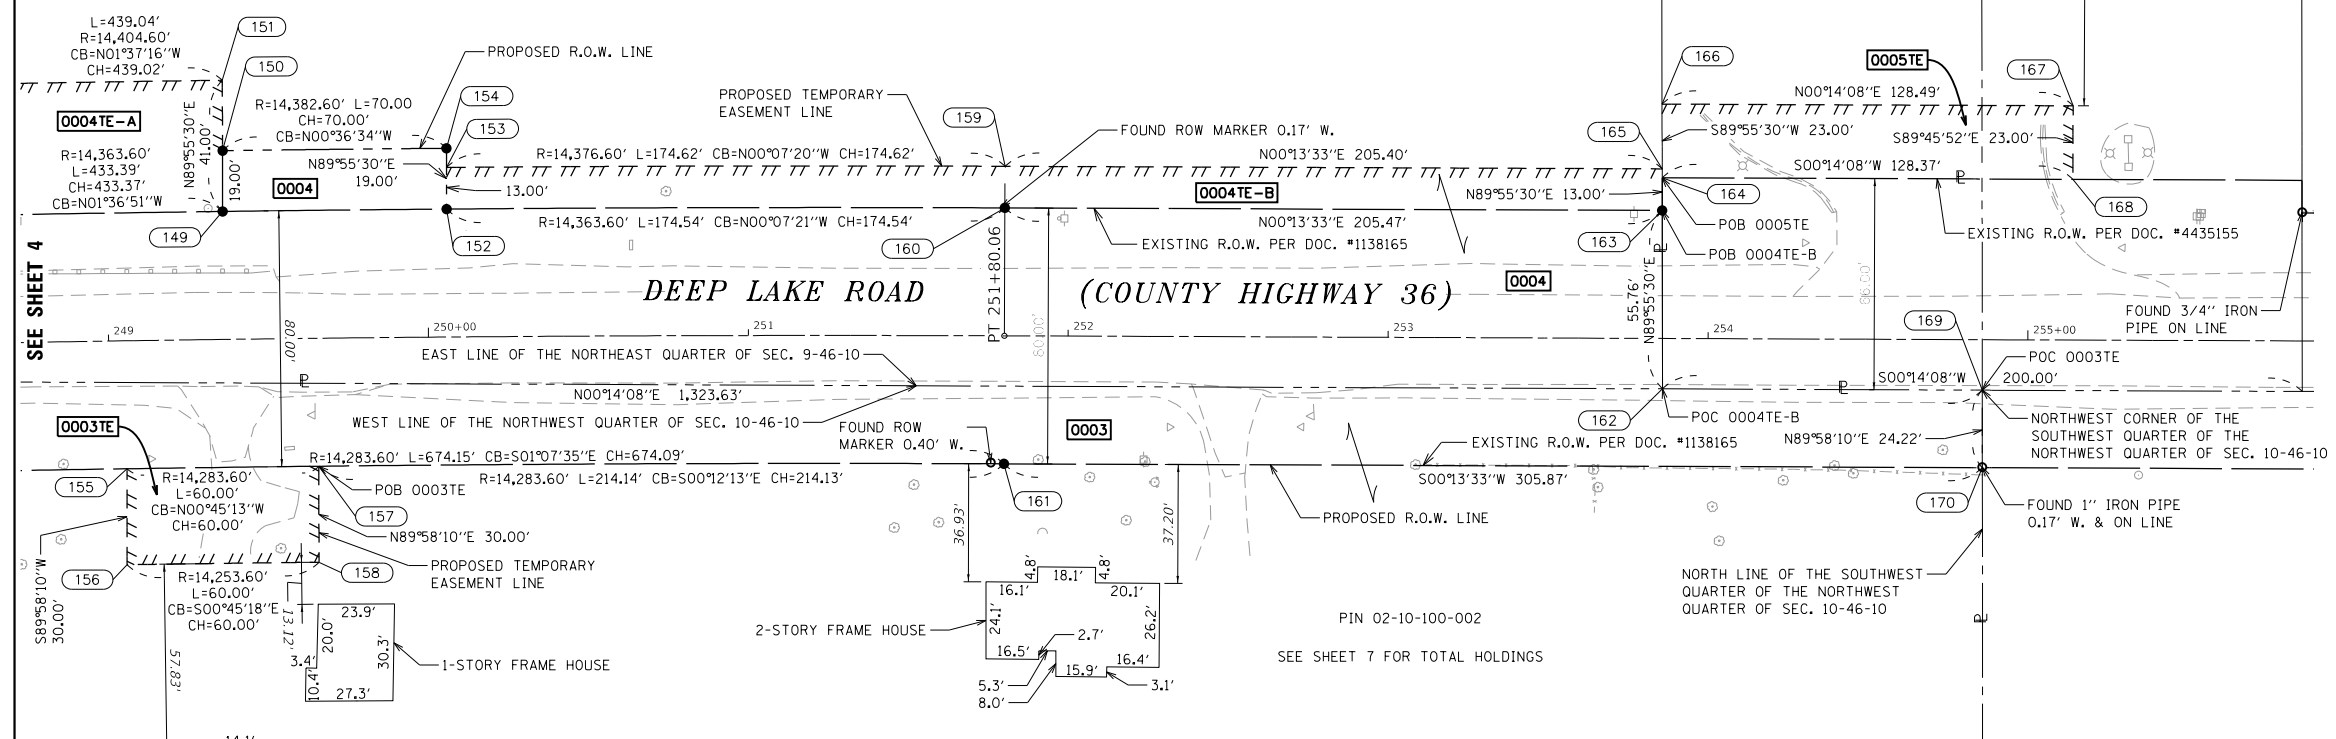 L=439.04'
R=14,404.60'
CB=N01°37'16"W
CH=439.02'
151
150
PROPOSED R.O.W. LINE
0004TE-A
R=14,363.60'
L=433.39'
CH=433.37'
CB=N01°36'51"W
N89°55'30"E
41.00'
19.00'
R=14,382.60' L=70.00
CH=70.00'
CB=N00°36'34"W
154
153
N89°55'30"E
19.00'
0004
149
152
13.00'
PROPOSED TEMPORARY
EASEMENT LINE
159
FOUND ROW MARKER 0.17' W.
R=14,376.60' L=174.62' CB=N00°07'20"W CH=174.62'
N00°13'33"E 205.40'
0004TE-B
R=14,363.60' L=174.54' CB=N00°07'21"W CH=174.54'
N00°13'33"E 205.47'
160
EXISTING R.O.W. PER DOC. #1138165
166
165
S89°55'30"W 23.00'
N89°55'30"E 13.00'
164
POB 0005TE
163
POB 0004TE-B
0005TE
167
N00°14'08"E 128.49'
S89°45'52"E 23.00'
S00°14'08"W 128.37'
168
EXISTING R.O.W. PER DOC. #4435155
SEE SHEET 4
DEEP LAKE ROAD (COUNTY HIGHWAY 36)
0004
PT 251+80.06
80.00'
80.00'
55.76'
N89°55'30"E
66.00'
FOUND 3/4" IRON
PIPE ON LINE
249
250+00
251
252
253
254
255+00
169
POC 0003TE
EAST LINE OF THE NORTHEAST QUARTER OF SEC. 9-46-10
N00°14'08"E 1,323.63'
S00°14'08"W 200.00'
WEST LINE OF THE NORTHWEST QUARTER OF SEC. 10-46-10
162
POC 0004TE-B
NORTHWEST CORNER OF THE
SOUTHWEST QUARTER OF THE
NORTHWEST QUARTER OF SEC. 10-46-10
0003TE
FOUND ROW
MARKER 0.40' W.
0003
EXISTING R.O.W. PER DOC. #1138165
N89°58'10"E 24.22'
R=14,283.60' L=674.15' CB=S01°07'35"E CH=674.09'
R=14,283.60' L=214.14' CB=S00°12'13"E CH=214.13'
S00°13'33"W 305.87'
155
R=14,283.60'
L=60.00'
CB=N00°45'13"W
CH=60.00'
POB 0003TE
157
161
170
FOUND 1" IRON PIPE
0.17' W. & ON LINE
PROPOSED R.O.W. LINE
N89°58'10"E 30.00'
PROPOSED TEMPORARY
EASEMENT LINE
S89°58'10"W
30.00'
156
158
R=14,253.60'
L=60.00'
CB=S00°45'18"E
CH=60.00'
36.93'
37.20'
NORTH LINE OF THE SOUTHWEST
QUARTER OF THE NORTHWEST
QUARTER OF SEC. 10-46-10
57.83'
13.12'
23.9'
20.0'
3.4'
10.4'
30.3'
27.3'
1-STORY FRAME HOUSE
2-STORY FRAME HOUSE
16.1'
4.8'
18.1'
4.8'
20.1'
24.1'
26.2'
2.7'
16.5'
5.3'
8.0'
15.9'
16.4'
3.1'
PIN 02-10-100-002
SEE SHEET 7 FOR TOTAL HOLDINGS